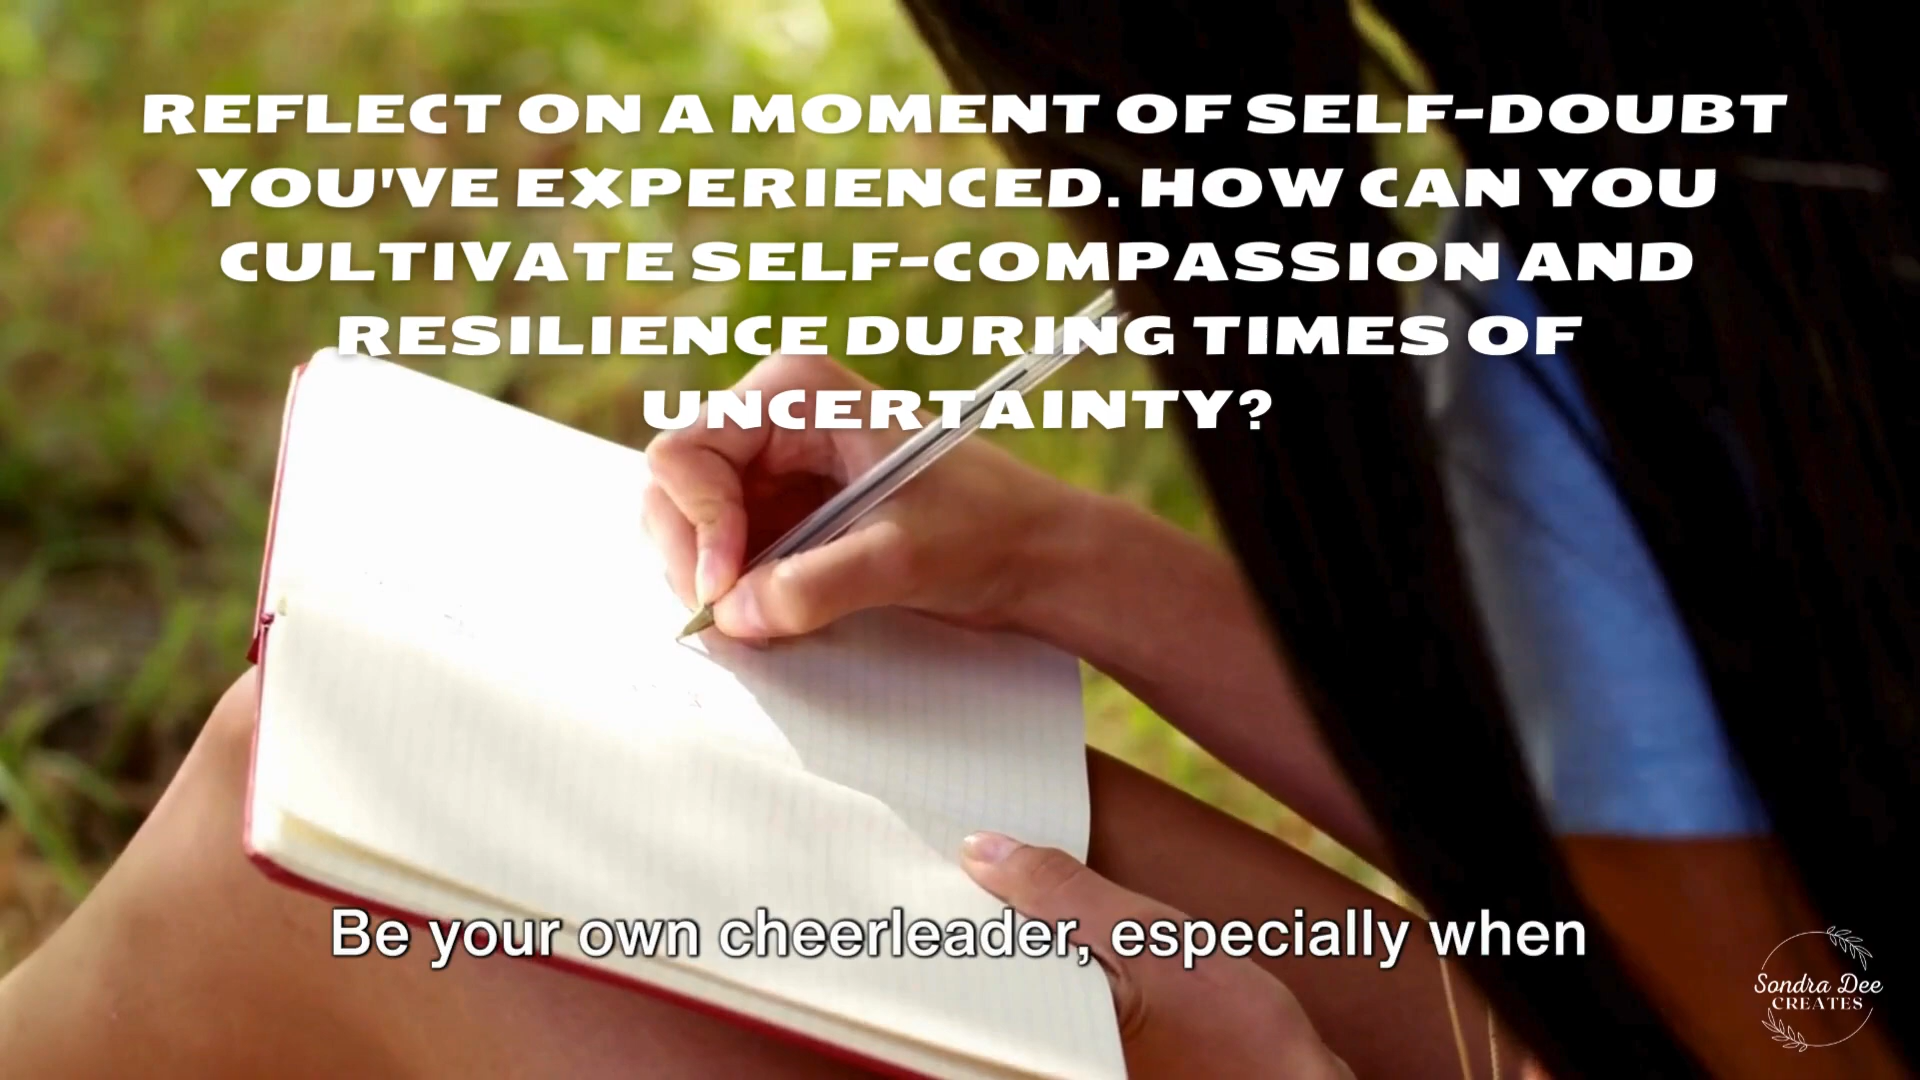 REFLECT ON A MOMENT OF SELF-DOUBT
YOU'VE EXPERIENCED. HOW CAN YOU
CULTIVATE SELF-COMPASSION AND
RESILIENCE DURING TIMES OF
UNCERTAINTY?
Be your own cheerleader, especially when
Sondra Dee
CREATES